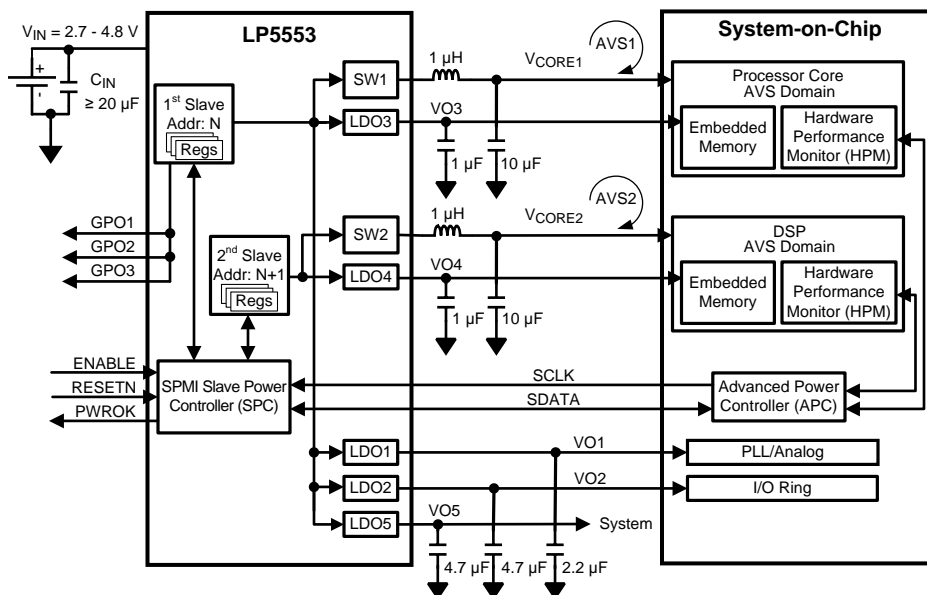 V_IN = 2.7 - 4.8 V
+
-
C_IN
≥ 20 µF
LP5553
1st Slave
Addr: N
Regs
GPO1
GPO2
GPO3
2nd Slave
Addr: N+1
Regs
ENABLE
RESETN
PWROK
SPMI Slave Power
Controller (SPC)
SW1
LDO3
SW2
LDO4
LDO1
LDO2
LDO5
1 µH
V_CORE1
AVS1
VO3
1 µF
10 µF
1 µH
V_CORE2
AVS2
VO4
1 µF
10 µF
SCLK
SDATA
VO1
VO2
VO5
System
4.7 µF
4.7 µF
2.2 µF
System-on-Chip
Processor Core
AVS Domain
Embedded
Memory
Hardware
Performance
Monitor (HPM)
DSP
AVS Domain
Embedded
Memory
Hardware
Performance
Monitor (HPM)
Advanced Power
Controller (APC)
PLL/Analog
I/O Ring